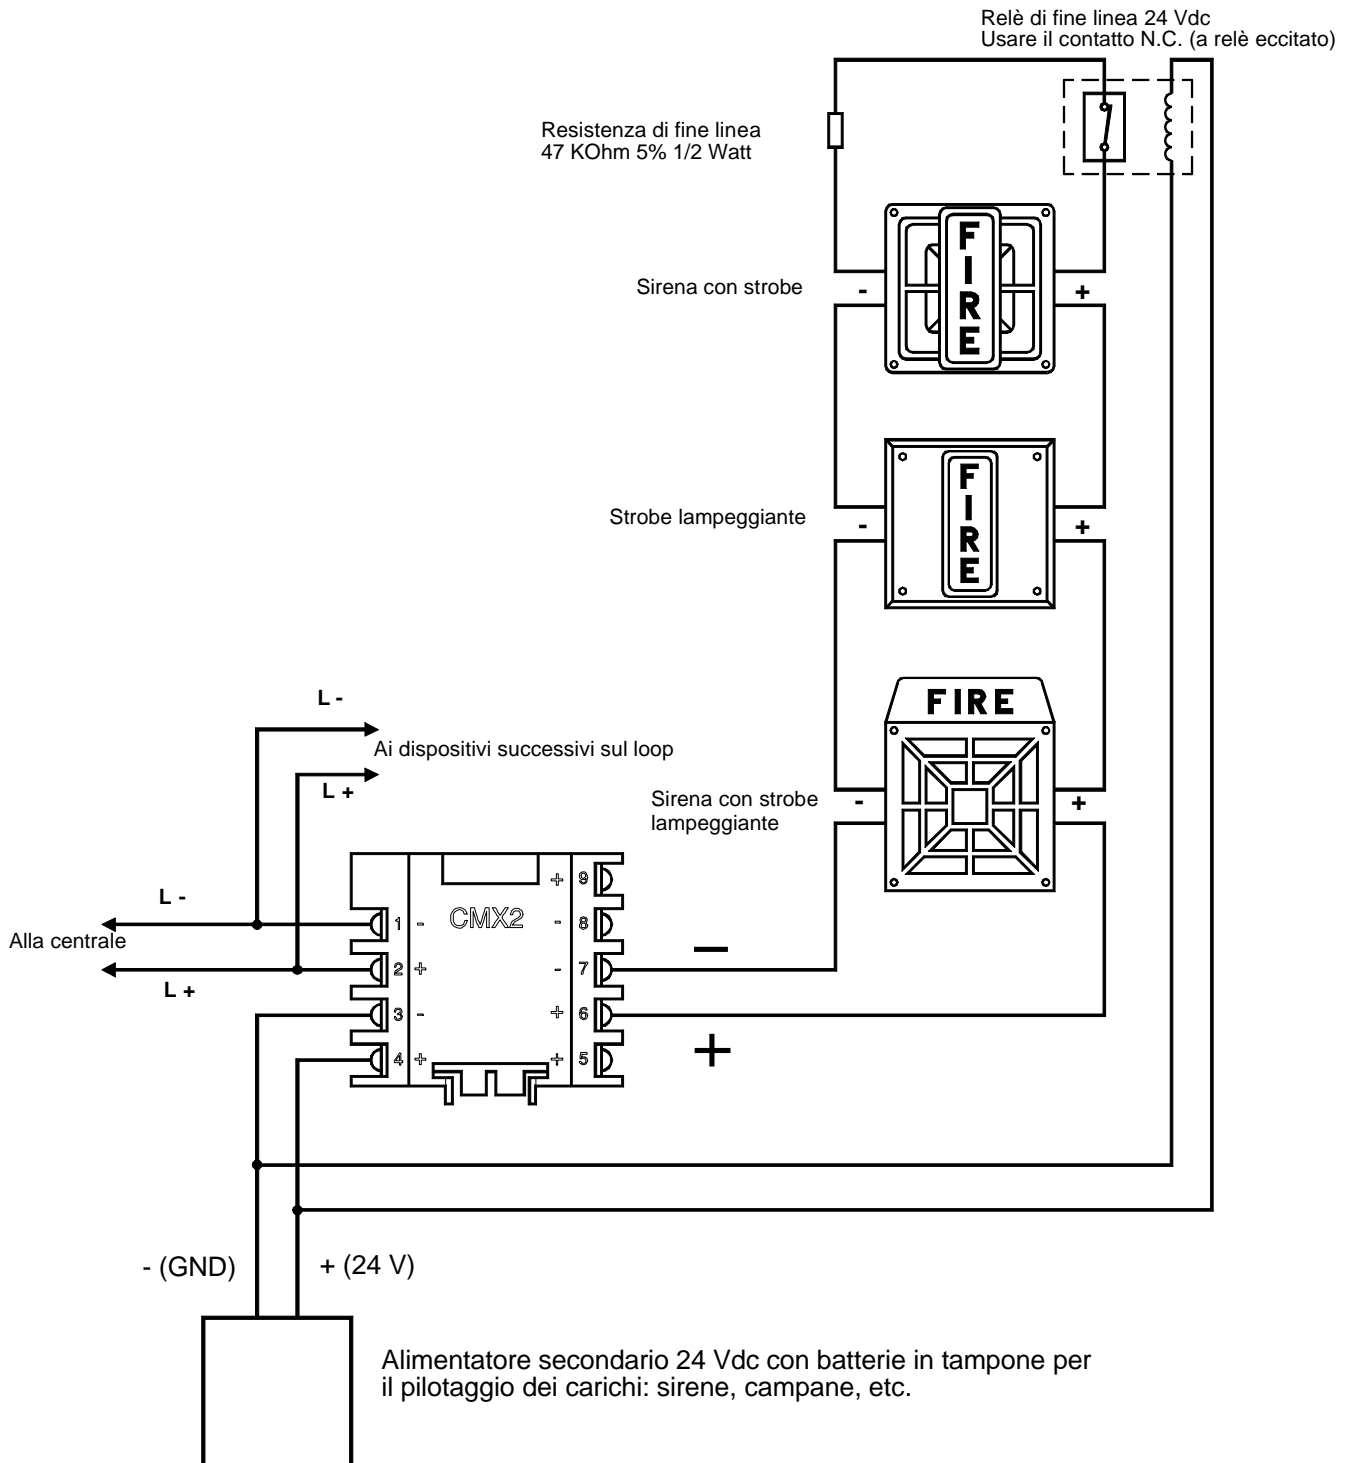 Relè di fine linea 24 Vdc
Usare il contatto N.C. (a relè eccitato)
Resistenza di fine linea
47 KOhm 5% 1/2 Watt
FIRE
Sirena con strobe
-
+
FIRE
Strobe lampeggiante
-
+
FIRE
L -
Ai dispositivi successivi sul loop
L +
Sirena con strobe
lampeggiante
-
+
L -
Alla centrale
L +
CMX2
1 -
2 +
3 -
4 +
+ 9
- 8
- 7
+ 6
+ 5
−
+
- (GND)
+ (24 V)
Alimentatore secondario 24 Vdc con batterie in tampone per
il pilotaggio dei carichi: sirene, campane, etc.